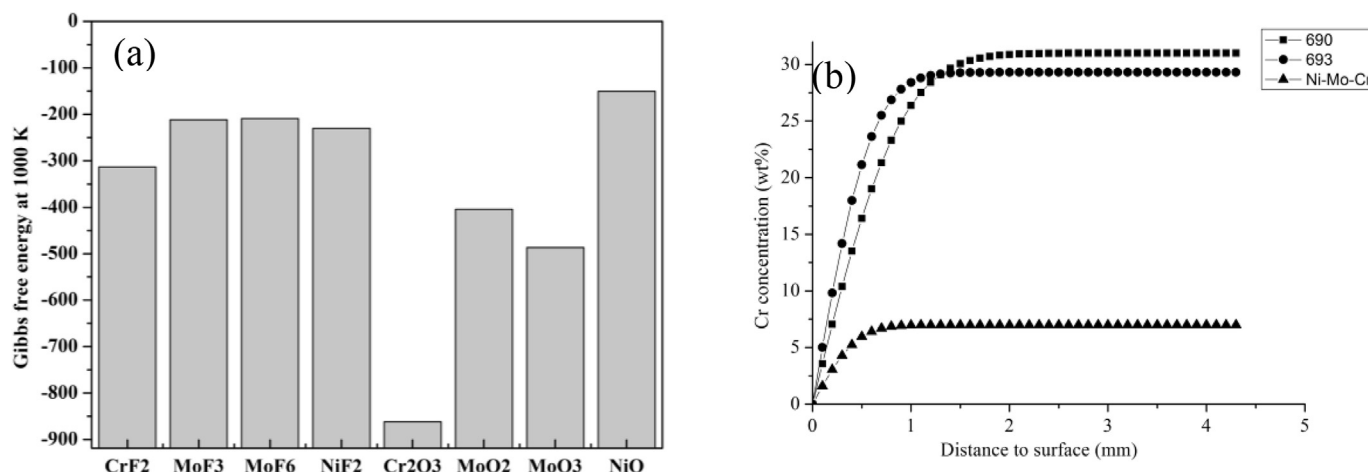 (a)
Gibbs free energy at 1000 K
0
-100
-200
-300
-400
-500
-600
-700
-800
-900
CrF2 MoF3 MoF6 NiF2 Cr2O3 MoO2 MoO3 NiO
(b)
690
693
Ni-Mo-Cr
Cr concentration (wt%)
30
25
20
15
10
5
0
0 1 2 3 4 5
Distance to surface (mm)